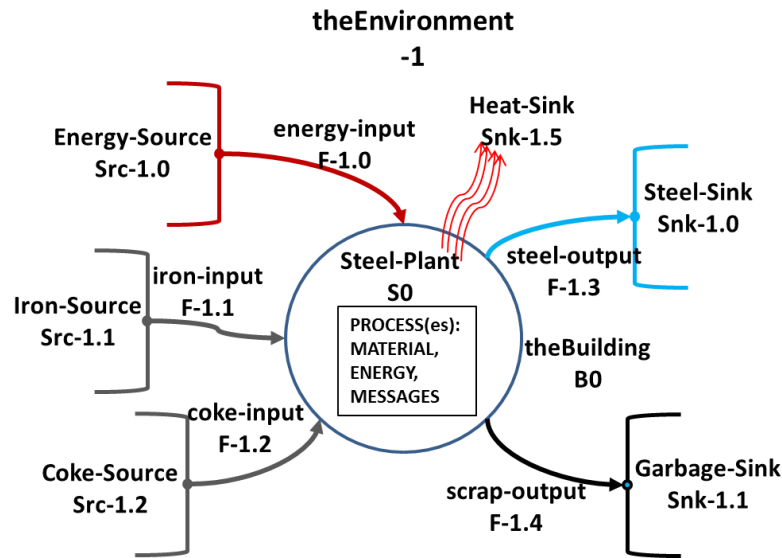 theEnvironment
-1
Energy-Source
Src-1.0
energy-input
F-1.0
Heat-Sink
Snk-1.5
Steel-Sink
Snk-1.0
Iron-Source
Src-1.1
iron-input
F-1.1
Steel-Plant
S0
PROCESS(es):
MATERIAL,
ENERGY,
MESSAGES
steel-output
F-1.3
theBuilding
B0
Coke-Source
Src-1.2
coke-input
F-1.2
scrap-output
F-1.4
Garbage-Sink
Snk-1.1